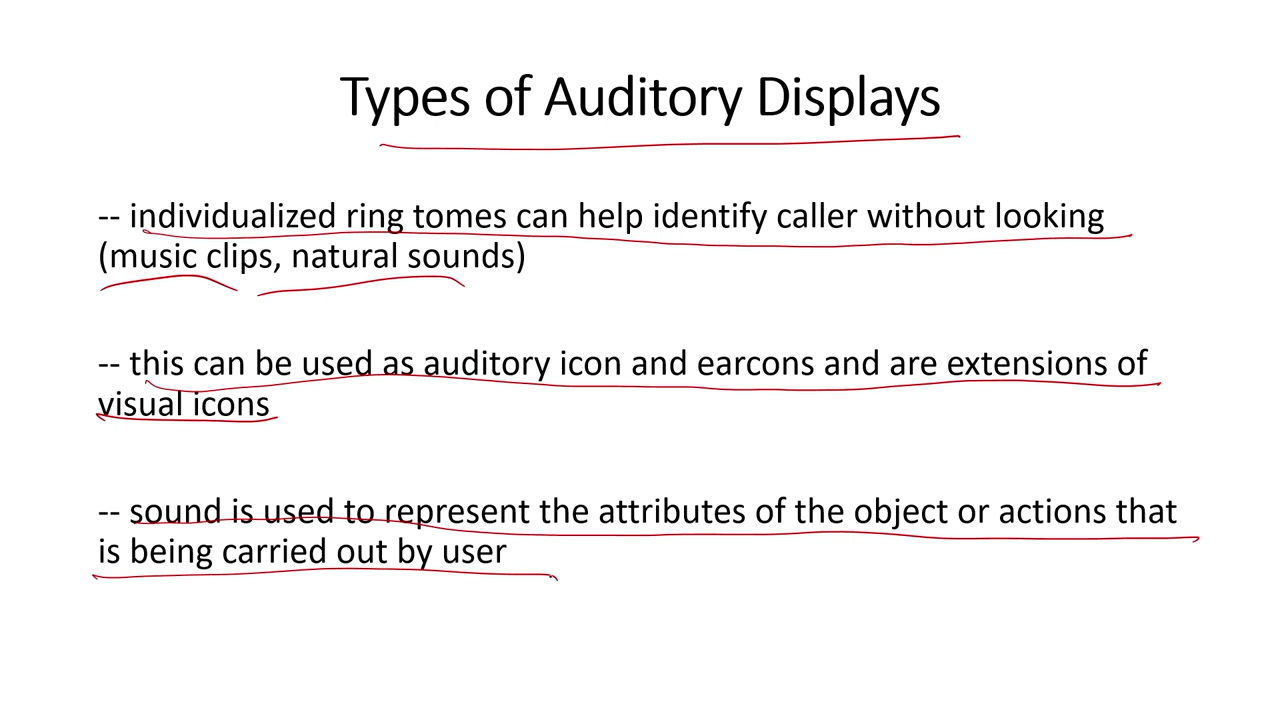 Types of Auditory Displays
-- individualized ring tomes can help identify caller without looking
(music clips, natural sounds)
-- this can be used as auditory icon and earcons and are extensions of
visual icons
-- sound is used to represent the attributes of the object or actions that
is being carried out by user